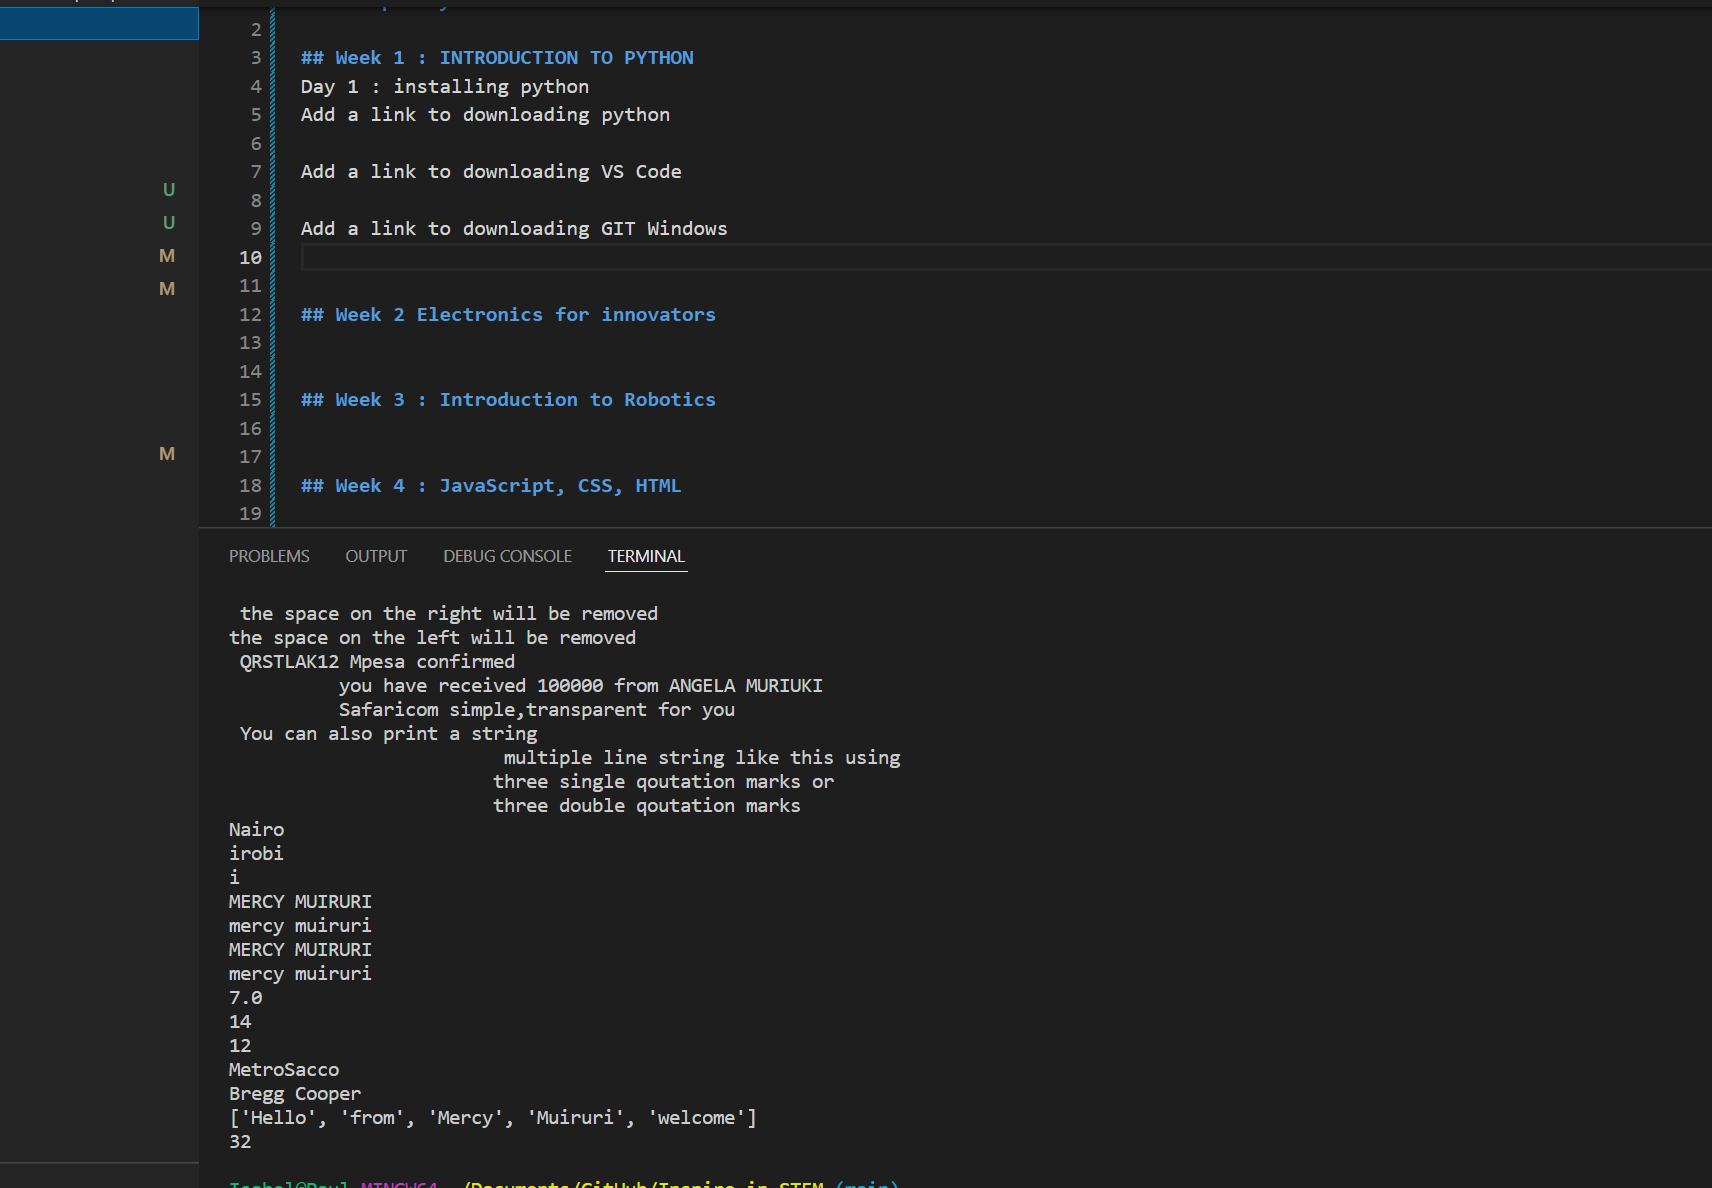 2
3 ## Week 1 : INTRODUCTION TO PYTHON
4 Day 1 : installing python
5 Add a link to downloading python
6
7 Add a link to downloading VS Code
U
8
U
9 Add a link to downloading GIT Windows
M
10
M
11
12 ## Week 2 Electronics for innovators
13
14
15 ## Week 3 : Introduction to Robotics
16
M
17
18 ## Week 4 : JavaScript, CSS, HTML
19
PROBLEMS OUTPUT DEBUG CONSOLE TERMINAL
the space on the right will be removed
the space on the left will be removed
QRSTLAK12 Mpesa confirmed
you have received 100000 from ANGELA MURIUKI
Safaricom simple,transparent for you
You can also print a string
multiple line string like this using
three single qoutation marks or
three double qoutation marks
Nairo
irobi
i
MERCY MUIRURI
mercy muiruri
MERCY MUIRURI
mercy muiruri
7.0
14
12
MetroSacco
Bregg Cooper
['Hello', 'from', 'Mercy', 'Muiruri', 'welcome']
32
MINGW64 /Documents/GitHub/Inspire-in-STEM (main)